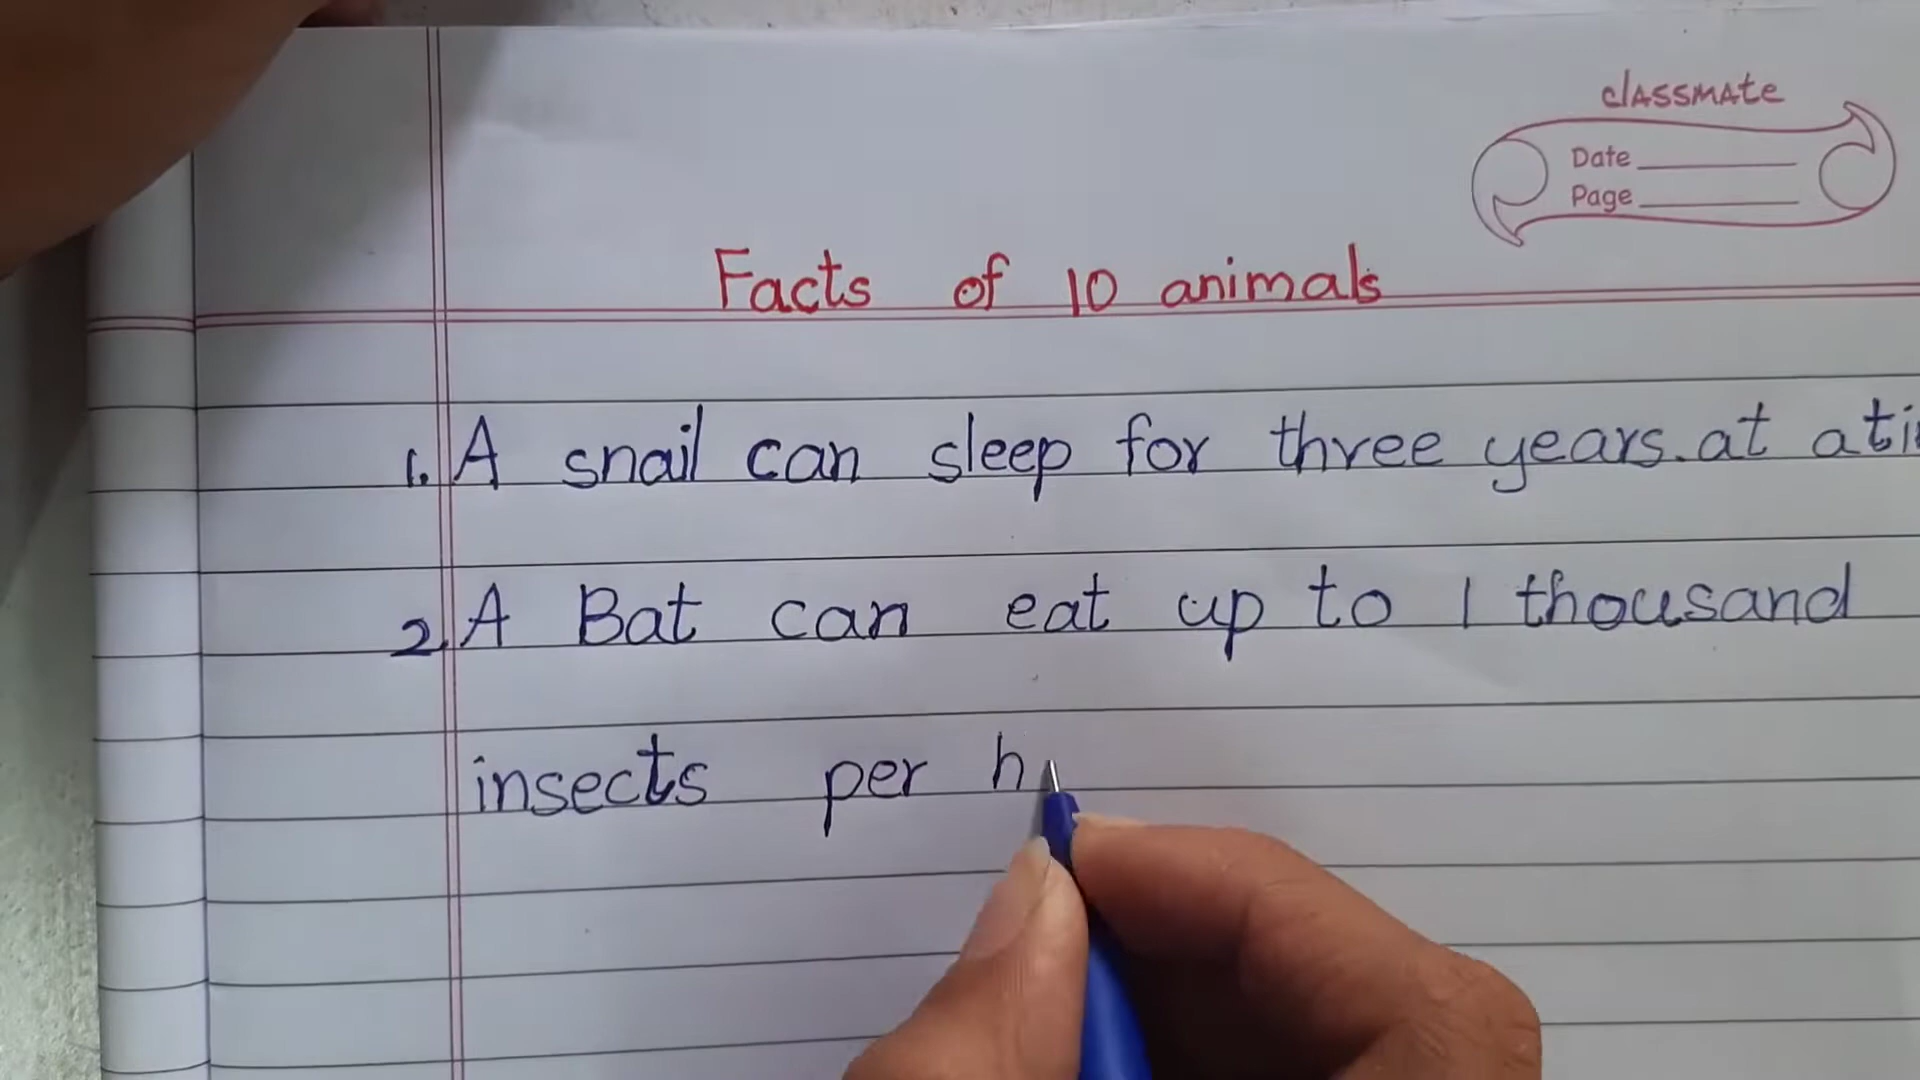 classmate
Date
Page
Facts of 10 animals
1. A snail can sleep for three years. at a
2. A Bat can eat up to 1 thousand
insects per h